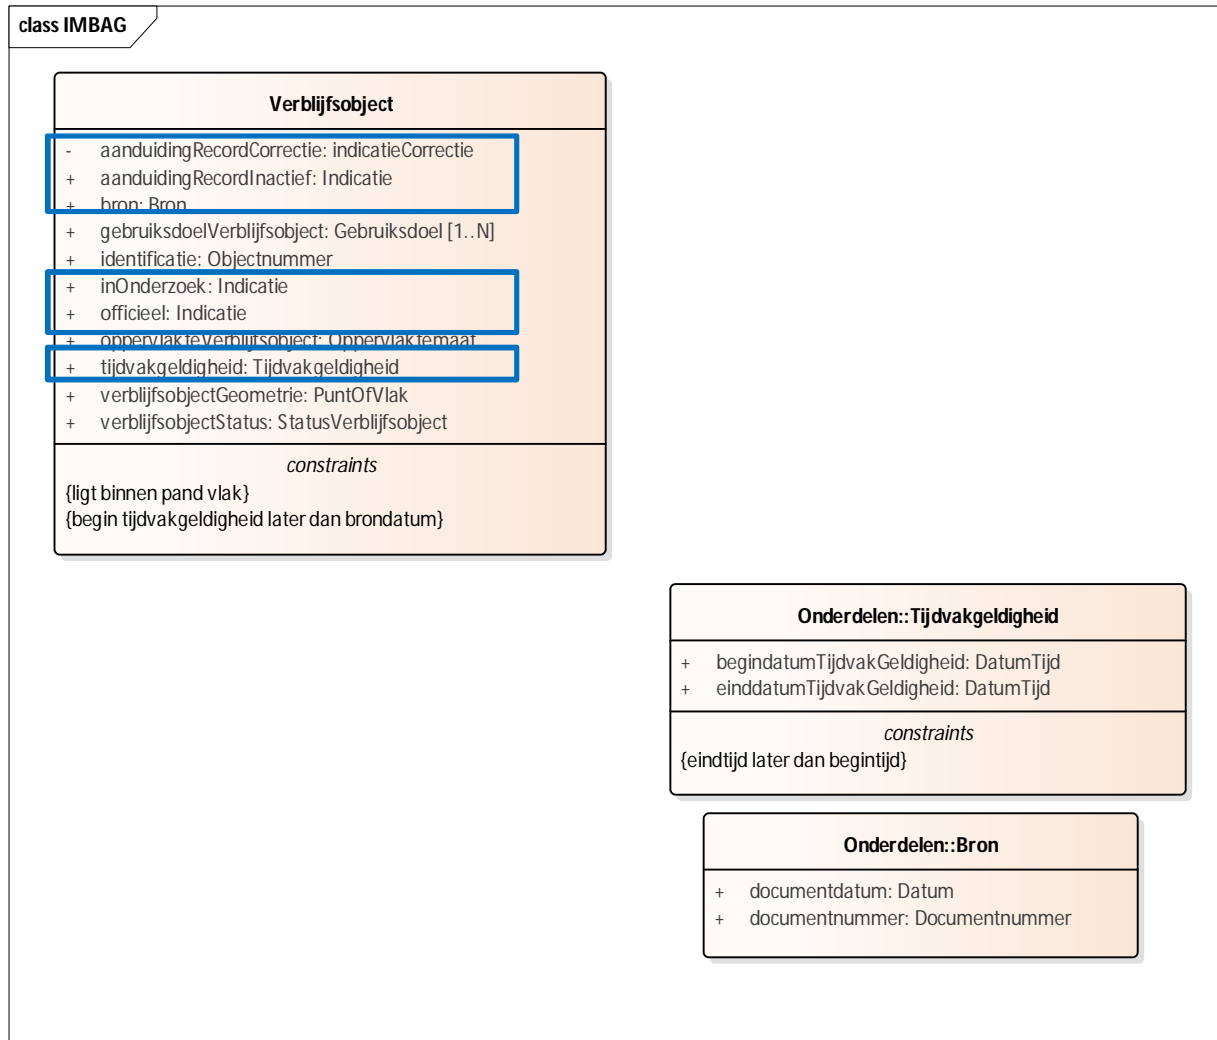 class IMBAG
Verblijfsobject
- aanduidingRecordCorrectie: indicatieCorrectie
+ aanduidingRecordInactief: Indicatie
+ bron: Bron
+ gebruiksdoelVerblijfsobject: Gebruiksdoel [1..N]
+ identificatie: Objectnummer
+ inOnderzoek: Indicatie
+ officieel: Indicatie
+ oppervlakteVerblijfsobject: Oppervlaktemaat
+ tijdvakgeldigheid: Tijdvakgeldigheid
+ verblijfsobjectGeometrie: PuntOfVlak
+ verblijfsobjectStatus: StatusVerblijfsobject
constraints
{ligt binnen pand vlak}
{begin tijdvakgeldigheid later dan brondatum}
Onderdelen::Tijdvakgeldigheid
+ begindatumTijdvakGeldigheid: DatumTijd
+ einddatumTijdvakGeldigheid: DatumTijd
constraints
{eindtijd later dan begintijd}
Onderdelen::Bron
+ documentdatum: Datum
+ documentnummer: Documentnummer